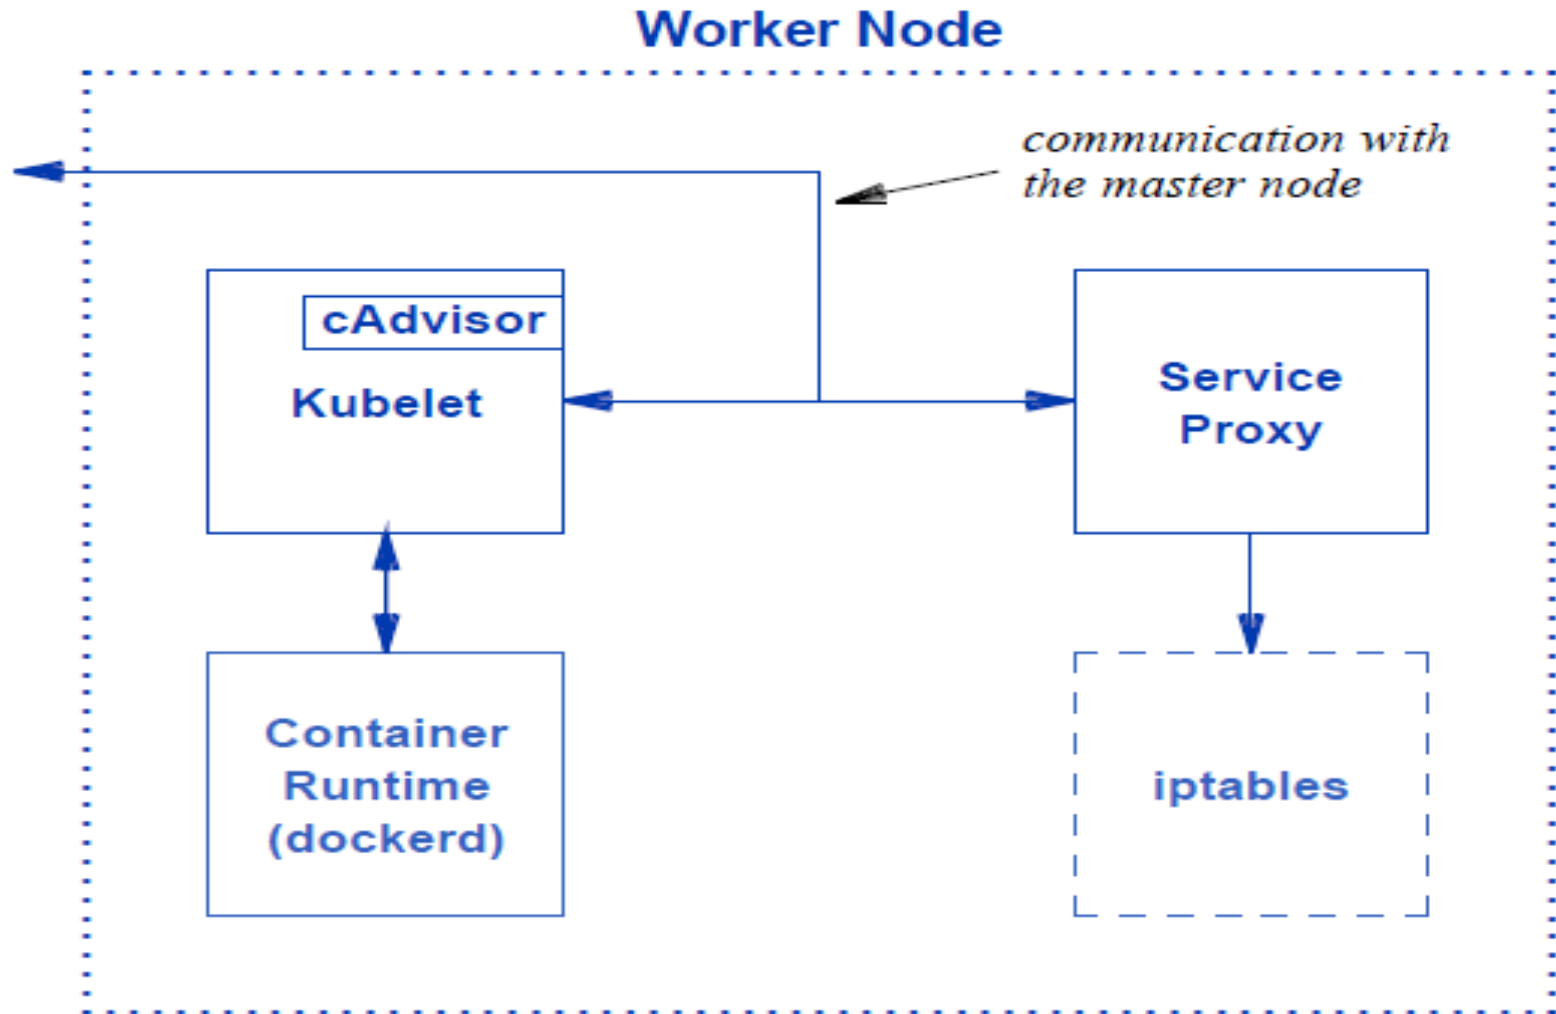 Worker Node
communication with
the master node
cAdvisor
Kubelet
Service
Proxy
Container
Runtime
(dockerd)
iptables